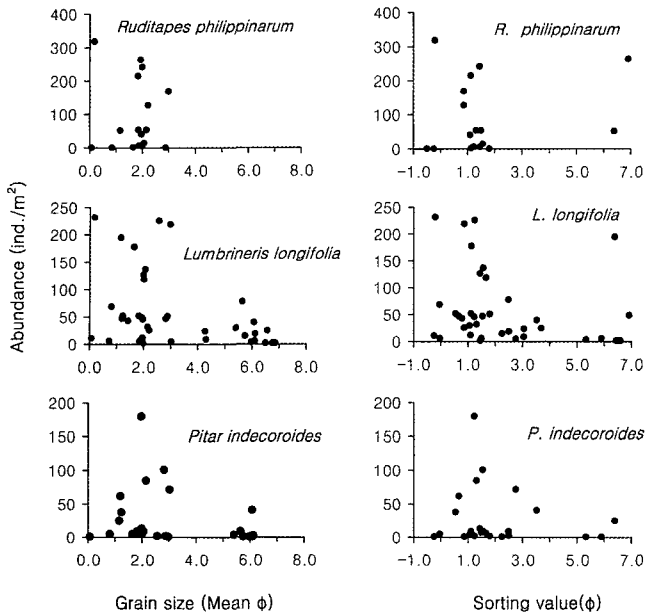 Ruditapes philippinarum
R. philippinarum
400
300
200
100
0
0.0 2.0 4.0 6.0 8.0
400
300
200
100
0
−1.0 1.0 3.0 5.0 7.0
Abundance (ind./m²)
Lumbrineris longifolia
L. longifolia
250
200
150
100
50
0
0.0 2.0 4.0 6.0 8.0
250
200
150
100
50
0
−1.0 1.0 3.0 5.0 7.0
Pitar indecoroides
P. indecoroides
200
150
100
50
0
0.0 2.0 4.0 6.0 8.0
200
150
100
50
0
−1.0 1.0 3.0 5.0 7.0
Grain size (Mean ϕ)
Sorting value(ϕ)